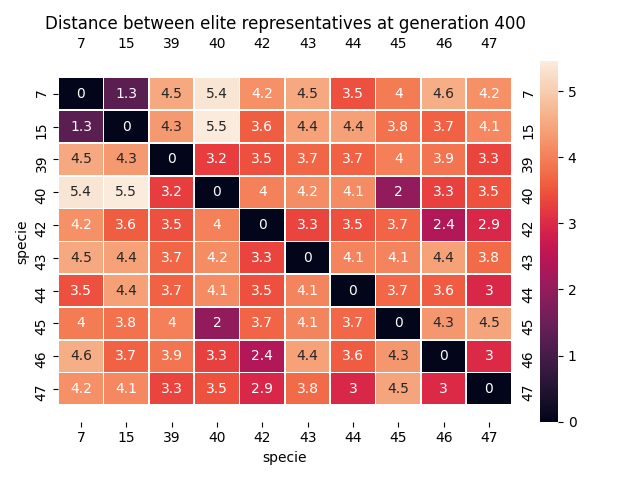 Distance between elite representatives at generation 400
7 15 39 40 42 43 44 45 46 47
7 0 1.3 4.5 5.4 4.2 4.5 3.5 4 4.6 4.2 7
15 1.3 0 4.3 5.5 3.6 4.4 4.4 3.8 3.7 4.1 15
39 4.5 4.3 0 3.2 3.5 3.7 3.7 4 3.9 3.3 39
40 5.4 5.5 3.2 0 4 4.2 4.1 2 3.3 3.5 40
42 4.2 3.6 3.5 4 0 3.3 3.5 3.7 2.4 2.9 42
43 4.5 4.4 3.7 4.2 3.3 0 4.1 4.1 4.4 3.8 43
44 3.5 4.4 3.7 4.1 3.5 4.1 0 3.7 3.6 3 44
45 4 3.8 4 2 3.7 4.1 3.7 0 4.3 4.5 45
46 4.6 3.7 3.9 3.3 2.4 4.4 3.6 4.3 0 3 46
47 4.2 4.1 3.3 3.5 2.9 3.8 3 4.5 3 0 47
7 15 39 40 42 43 44 45 46 47
specie
specie
5
4
3
2
1
0